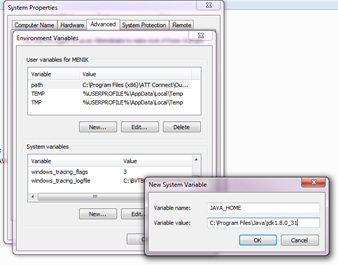 System Properties
Computer Name Hardware Advanced System Protection Remote
Environment Variables
User variables for MENIK
Variable Value
path C:\Program Files (x86)\ATT Connect\Ou...
TEMP %USERPROFILE%\AppData\Local\Temp
TMP %USERPROFILE%\AppData\Local\Temp
New... Edit... Delete
System variables
Variable Value
windows_tracing_flags 3
windows_tracing_logfile
New... Edit...
New System Variable
Variable name: JAVA_HOME
Variable value: C:\Program Files\Java\jdk1.8.0_31
OK Cancel